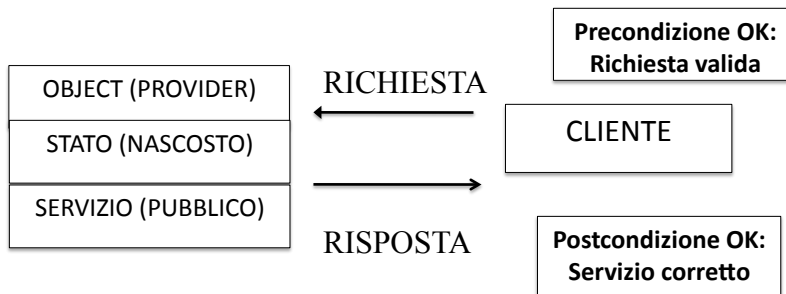 Precondizione OK:
Richiesta valida
OBJECT (PROVIDER)
RICHIESTA
STATO (NASCOSTO)
CLIENTE
SERVIZIO (PUBBLICO)
RISPOSTA
Postcondizione OK:
Servizio corretto